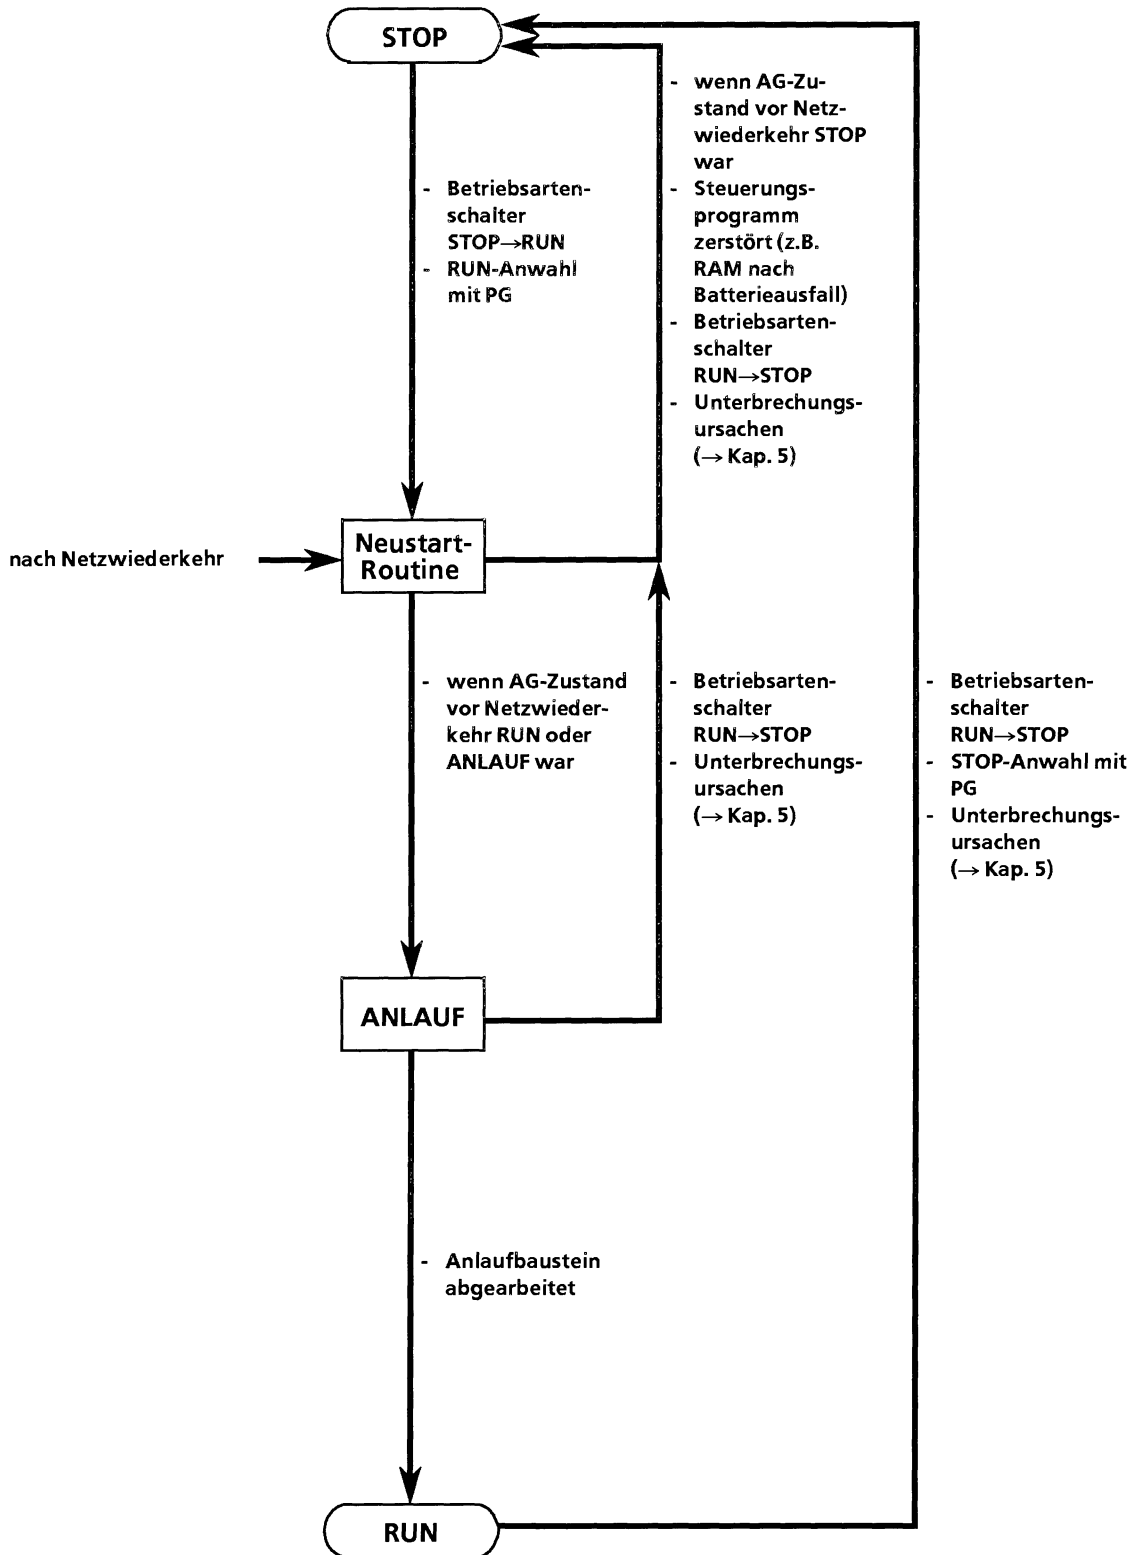 STOP
- wenn AG-Zu-
stand vor Netz-
wiederkehr STOP
war
- Steuerungs-
programm
zerstört (z.B.
RAM nach
Batterieausfall)
- Betriebsarten-
schalter
RUN→STOP
- Unterbrechungs-
ursachen
(→ Kap. 5)
- Betriebsarten-
schalter
STOP→RUN
- RUN-Anwahl
mit PG
nach Netzwiederkehr
Neustart-
Routine
- wenn AG-Zustand
vor Netzwieder-
kehr RUN oder
ANLAUF war
- Betriebsarten-
schalter
RUN→STOP
- Unterbrechungs-
ursachen
(→ Kap. 5)
- Betriebsarten-
schalter
RUN→STOP
- STOP-Anwahl mit
PG
- Unterbrechungs-
ursachen
(→ Kap. 5)
ANLAUF
- Anlaufbaustein
abgearbeitet
RUN